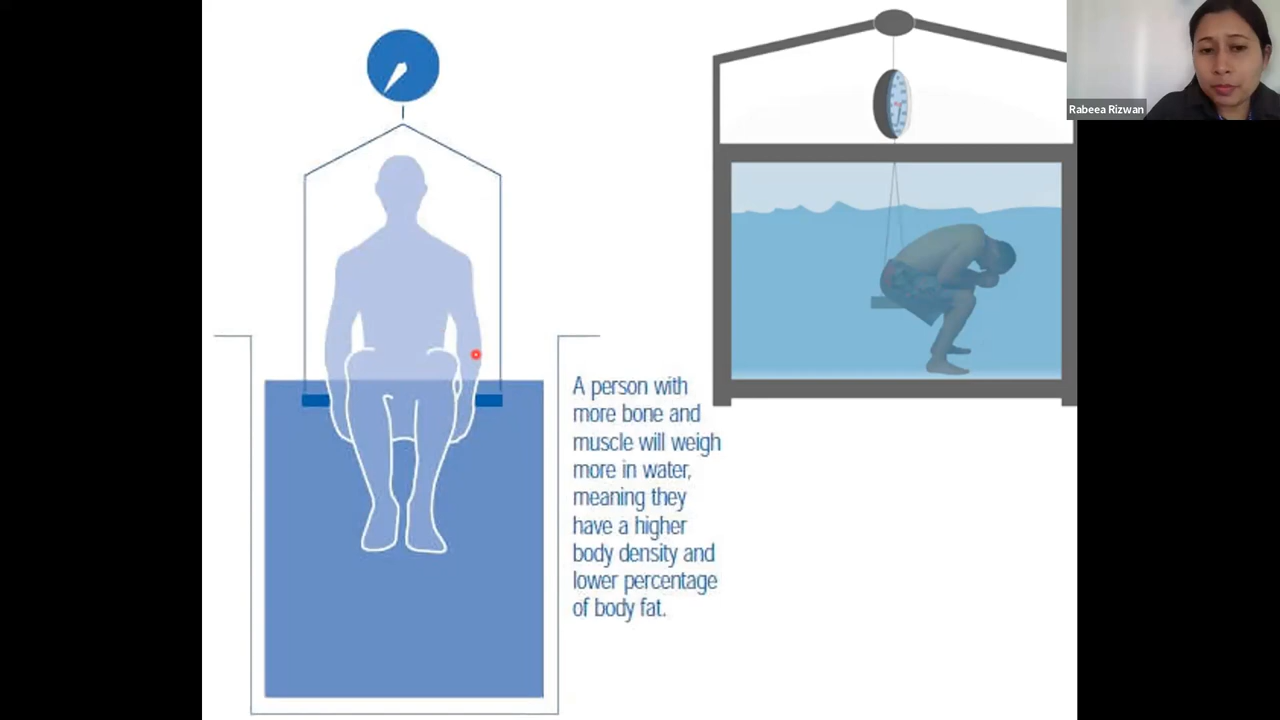 Rabeea Rizwan
A person with
more bone and
muscle will weigh
more in water,
meaning they
have a higher
body density and
lower percentage
of body fat.